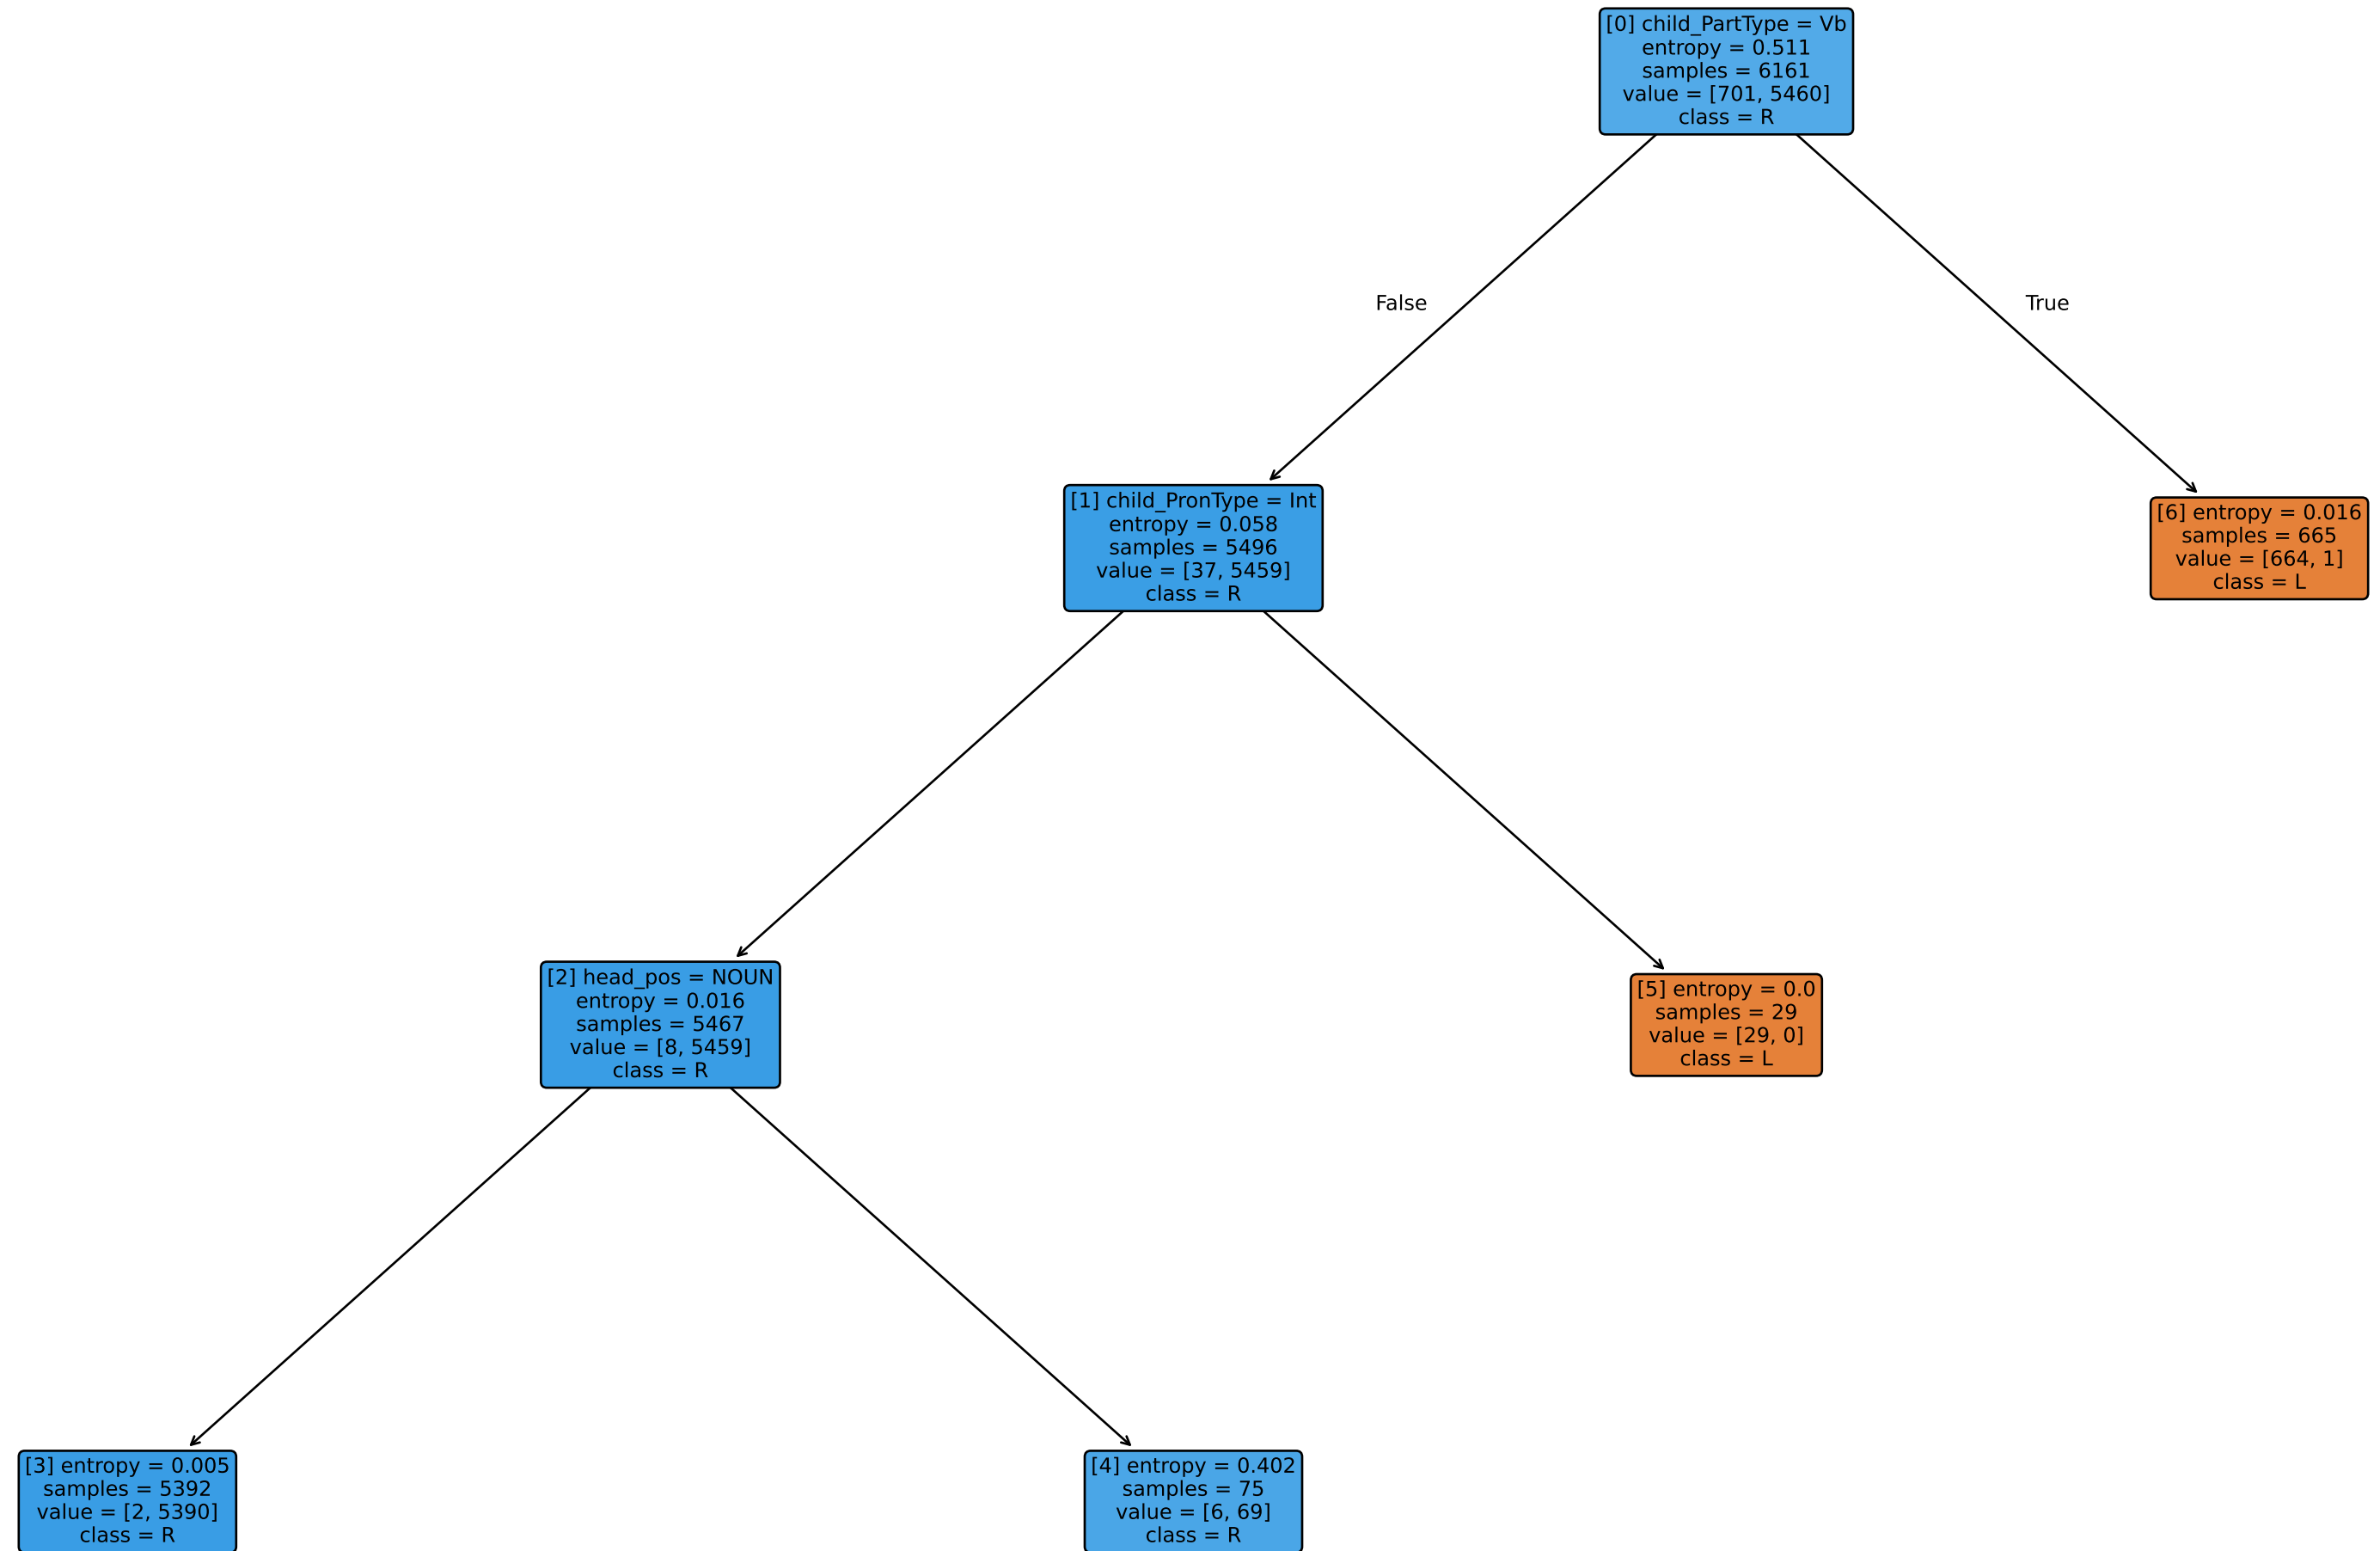 [0] child_PartType = Vb
entropy = 0.511
samples = 6161
value = [701, 5460]
class = R
False
True
[1] child_PronType = Int
entropy = 0.058
samples = 5496
value = [37, 5459]
class = R
[6] entropy = 0.016
samples = 665
value = [664, 1]
class = L
[2] head_pos = NOUN
entropy = 0.016
samples = 5467
value = [8, 5459]
class = R
[5] entropy = 0.0
samples = 29
value = [29, 0]
class = L
[3] entropy = 0.005
samples = 5392
value = [2, 5390]
class = R
[4] entropy = 0.402
samples = 75
value = [6, 69]
class = R